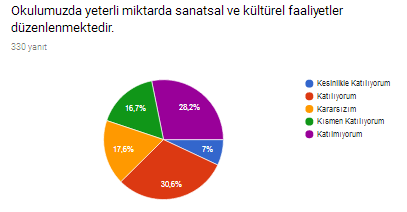 Okulumuzda yeterli miktarda sanatsal ve kültürel faaliyetler
düzenlenmektedir.
330 yanıt
Kesinlikle Katılıyorum
Katılıyorum
Kararsızım
Kısmen Katılıyorum
Katılmıyorum
16,7%
28,2%
17,6%
7%
30,6%